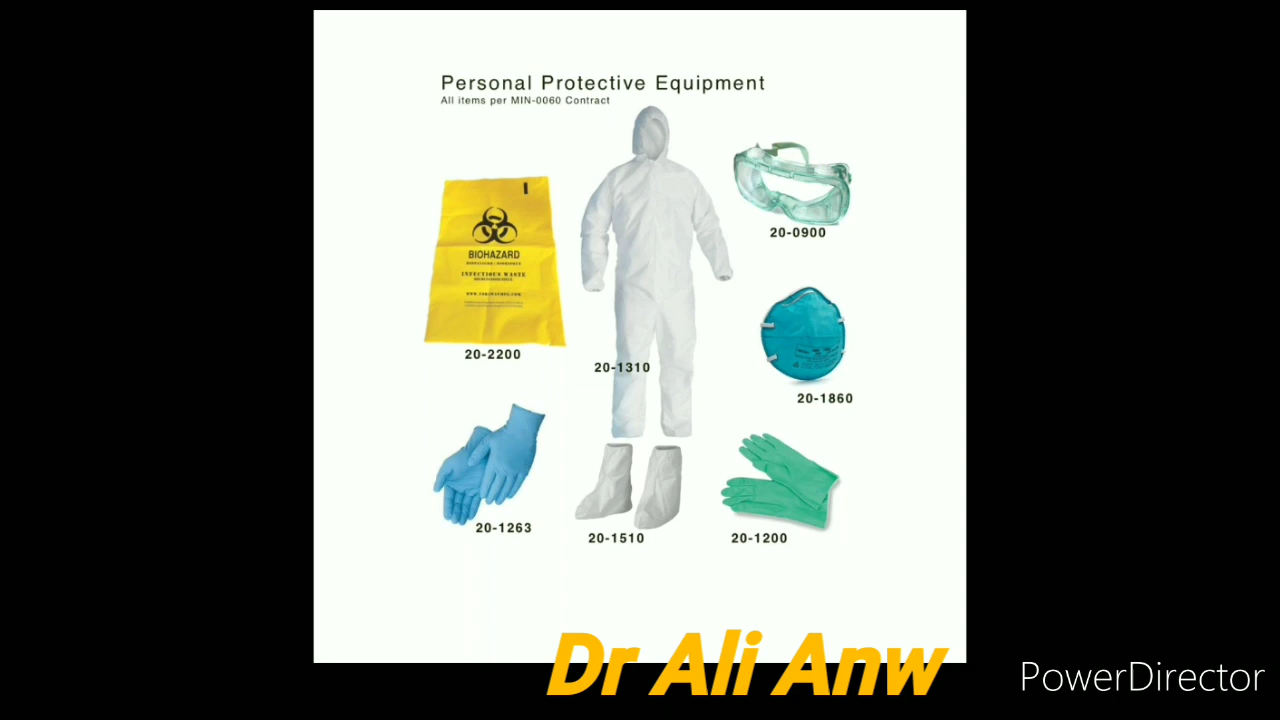 Personal Protective Equipment
All items per MIN-0060 Contract
BIOHAZARD
INFECTIOUS WASTE
20-2200
20-1310
20-0900
20-1860
20-1263
20-1510
20-1200
Dr Ali Anw
PowerDirector